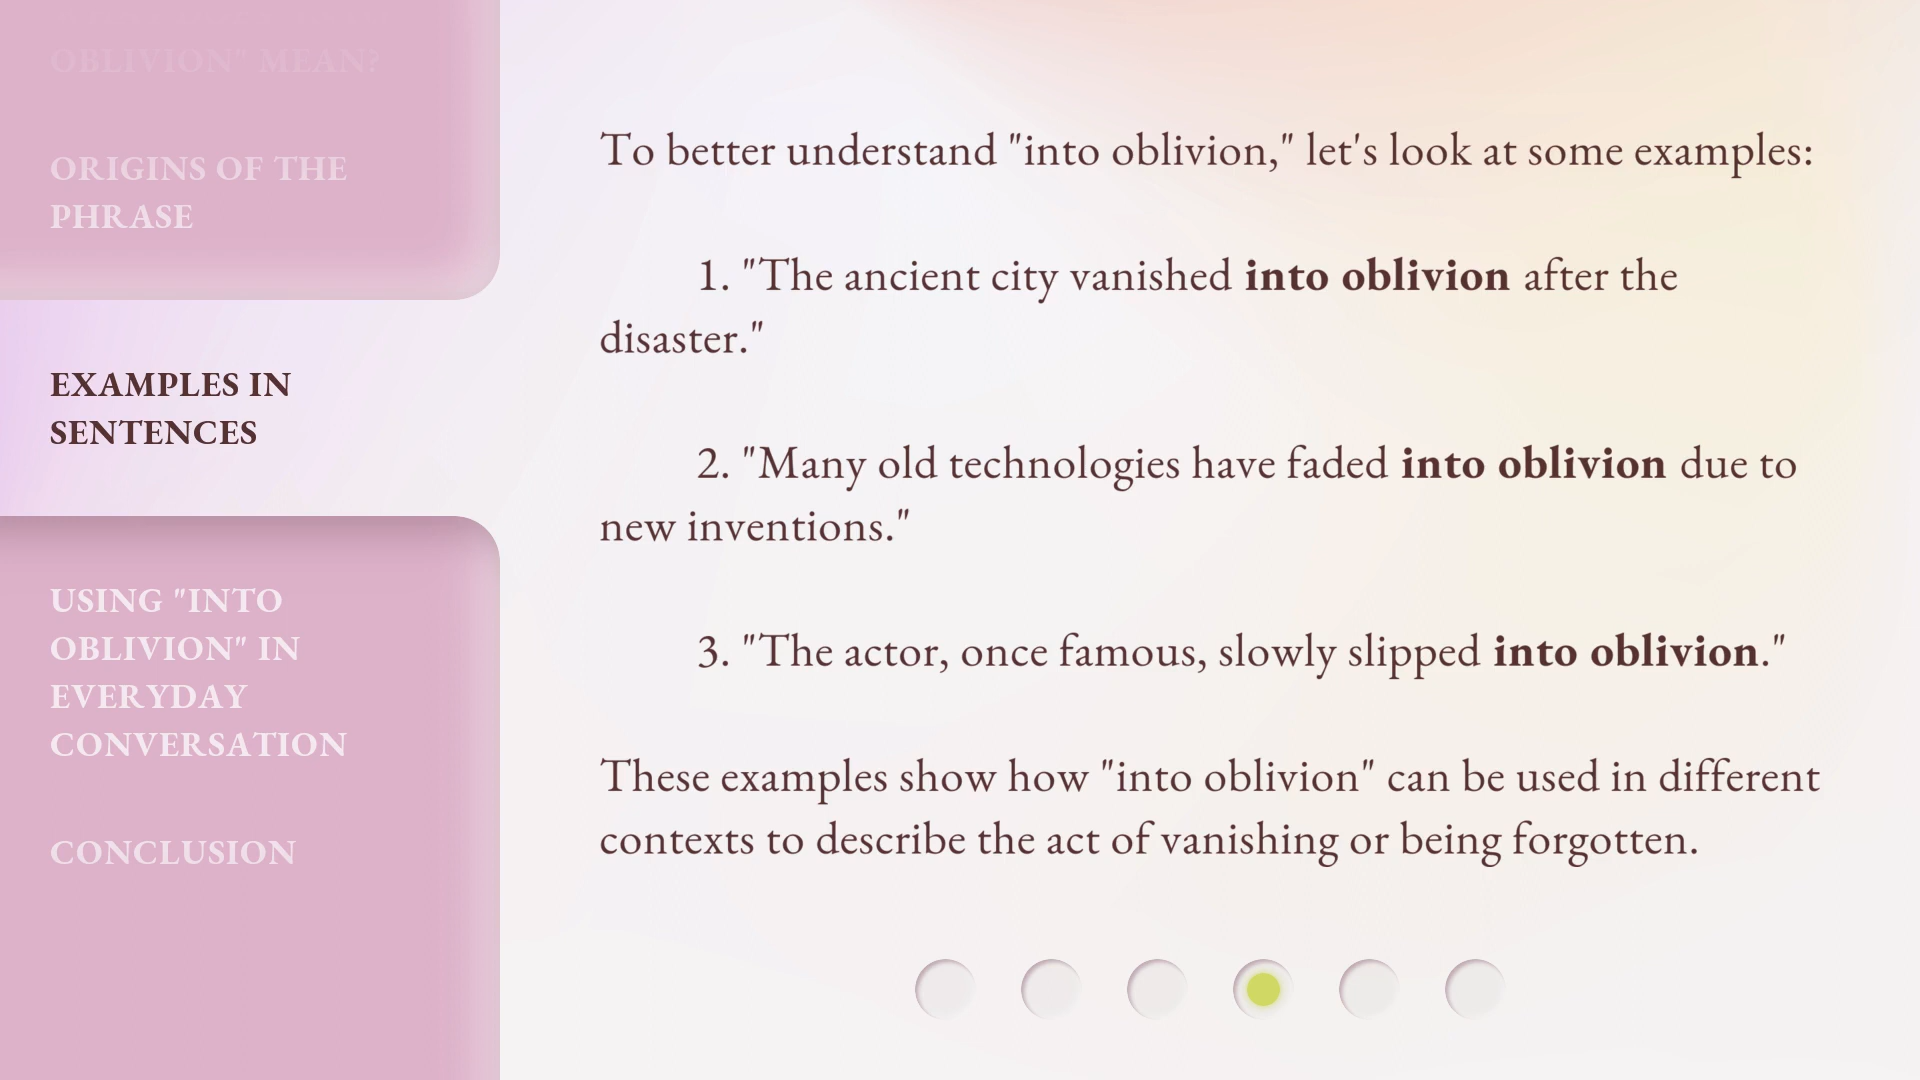 OBLIVION" MEAN?
ORIGINS OF THE
PHRASE
EXAMPLES IN
SENTENCES
USING "INTO
OBLIVION" IN
EVERYDAY
CONVERSATION
CONCLUSION
To better understand "into oblivion," let's look at some examples:
1. "The ancient city vanished into oblivion after the
disaster."
2. "Many old technologies have faded into oblivion due to
new inventions."
3. "The actor, once famous, slowly slipped into oblivion."
These examples show how "into oblivion" can be used in different
contexts to describe the act of vanishing or being forgotten.